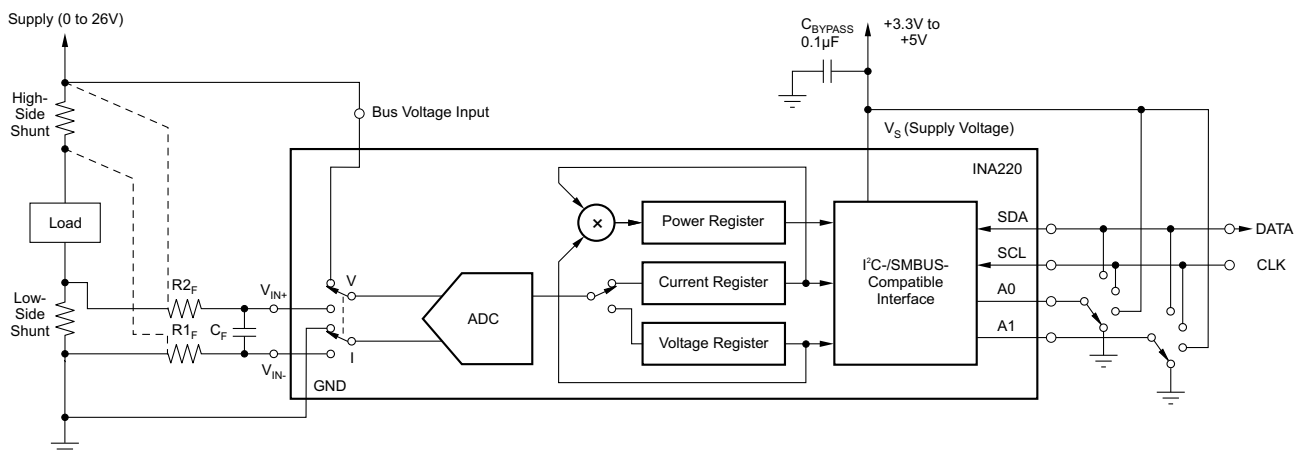 Supply (0 to 26V)
C_BYPASS
0.1µF
+3.3V to
+5V
High-
Side
Shunt
Bus Voltage Input
V_S (Supply Voltage)
INA220
Power Register
SDA
DATA
Load
×
SCL
CLK
I²C-/SMBUS-
Compatible
Interface
V
Current Register
A0
R2_F
V_IN+
ADC
Low-
Side
Shunt
R1_F
C_F
A1
Voltage Register
I
V_IN-
GND